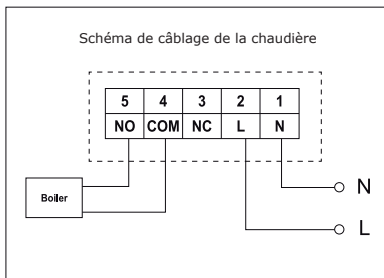 Schéma de câblage de la chaudière
5 4 3 2 1
NO COM NC L N
Boiler
N
L